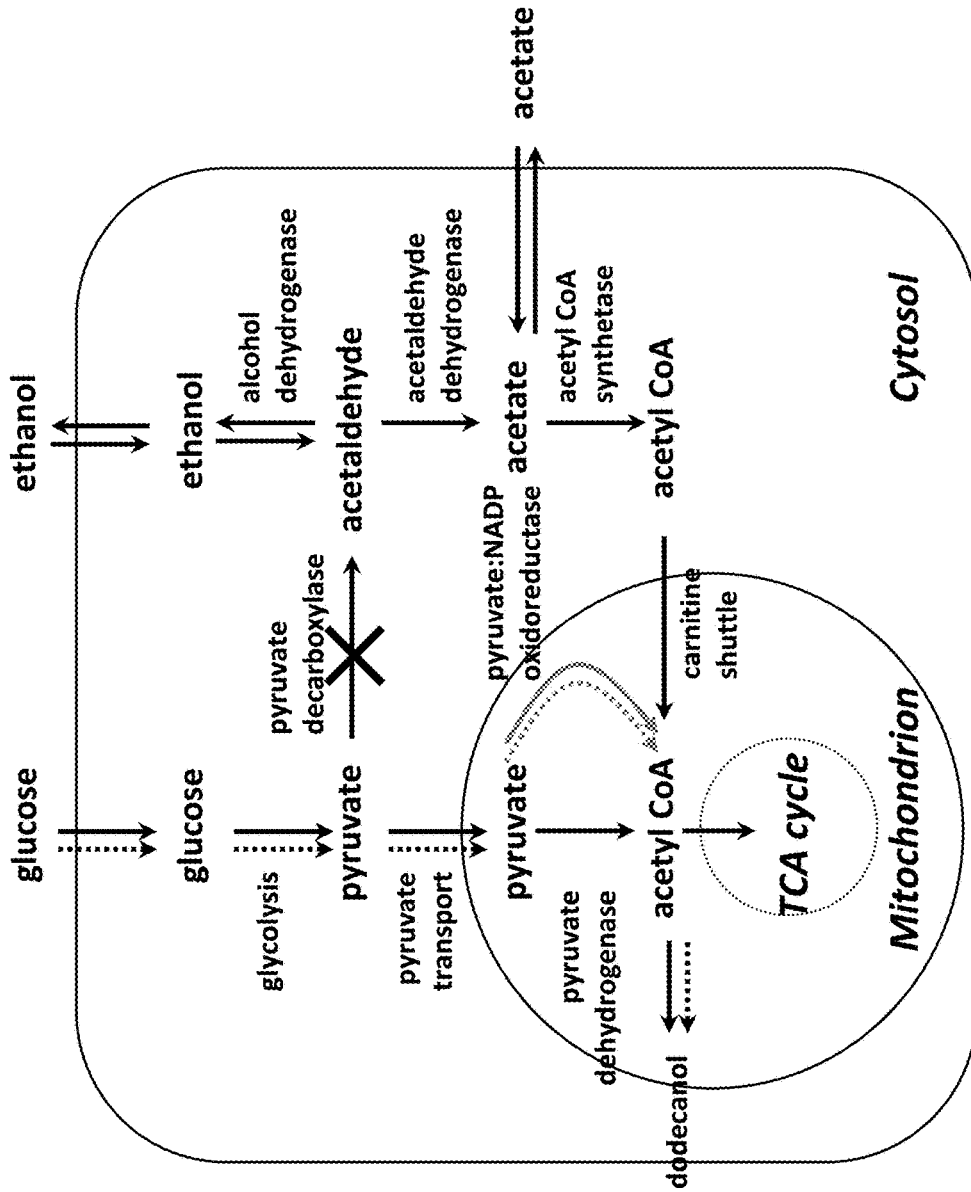 glucose
ethanol
glucose
ethanol
glycolysis
pyruvate
decarboxylase
alcohol
dehydrogenase
pyruvate
acetaldehyde
pyruvate
transport
acetaldehyde
dehydrogenase
pyruvate
pyruvate:NADP
oxidoreductase
acetate
acetate
pyruvate
dehydrogenase
acetyl CoA
synthetase
dodecanol
acetyl CoA
acetyl CoA
carnitine
shuttle
TCA cycle
Mitochondrion
Cytosol